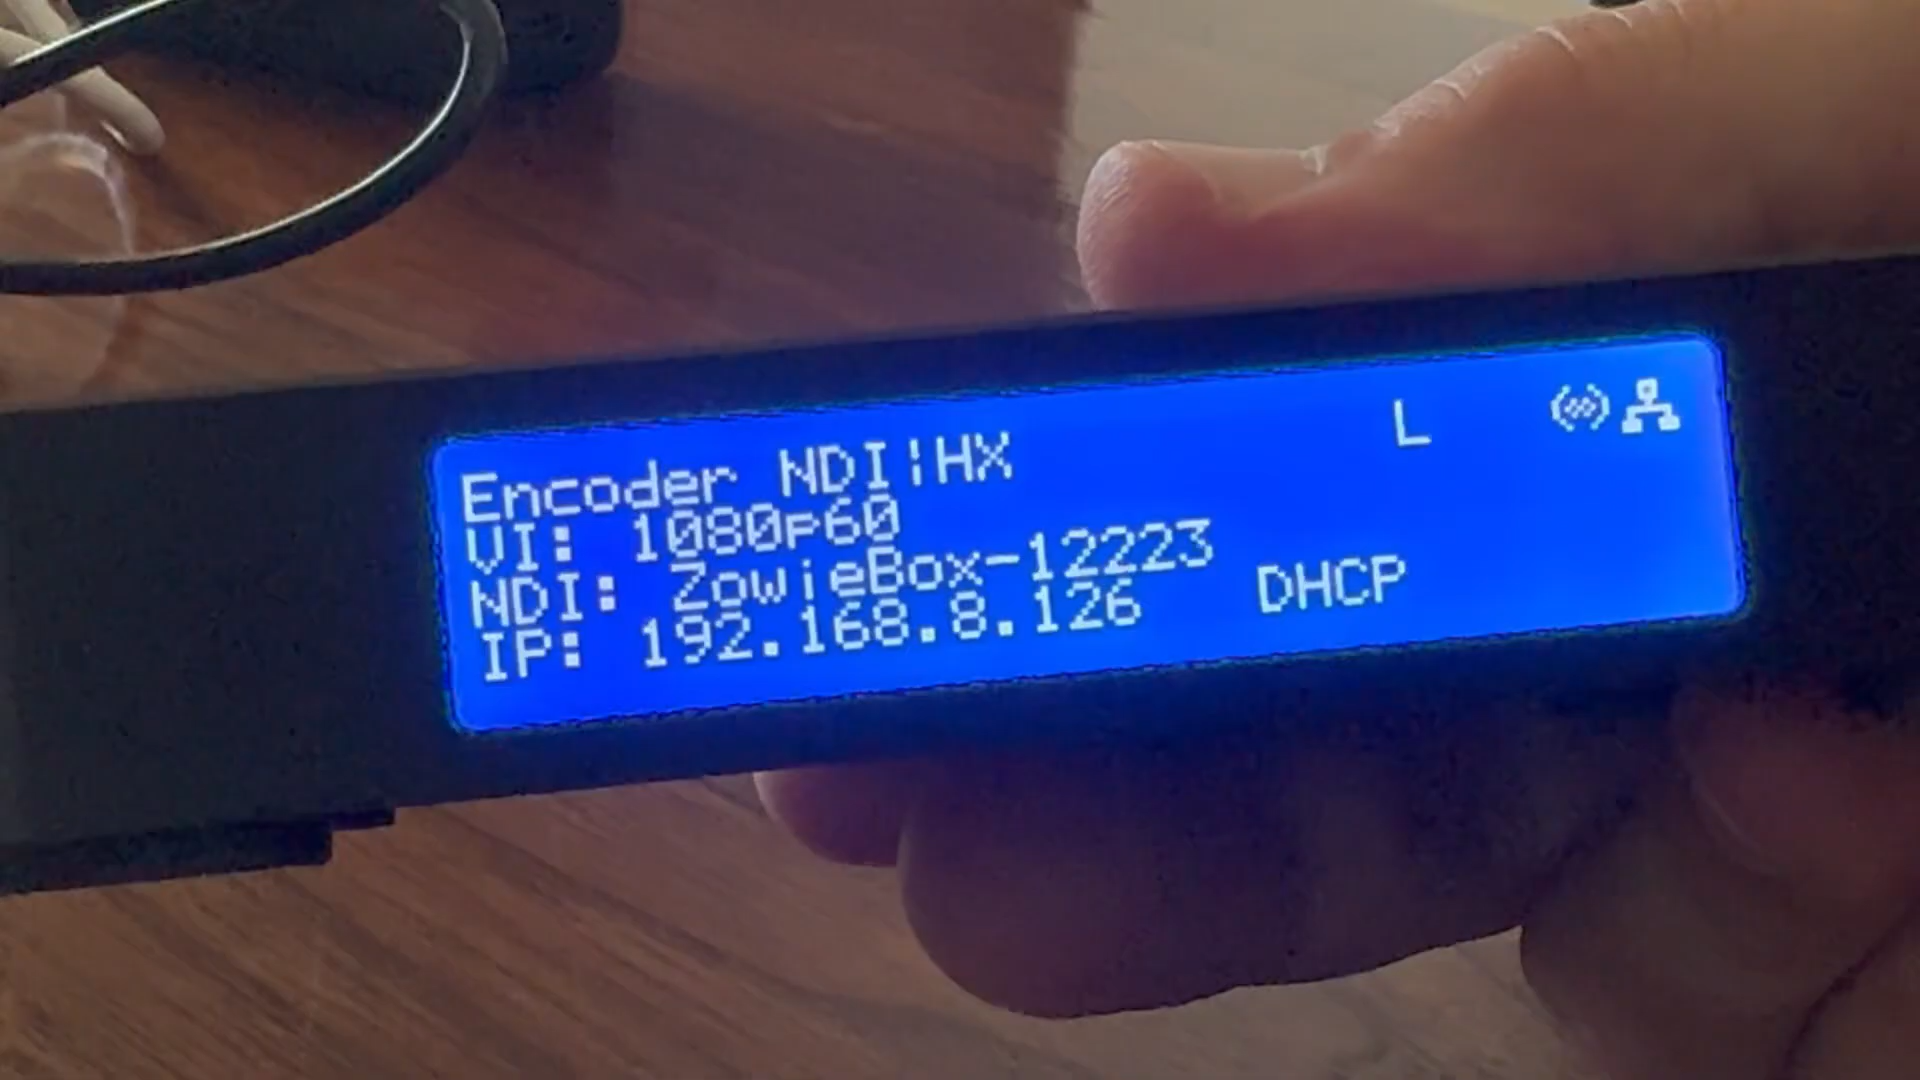 Encoder NDI|HX L
VI: 1080p60
NDI: ZowieBox-12223
IP: 192.168.8.126 DHCP